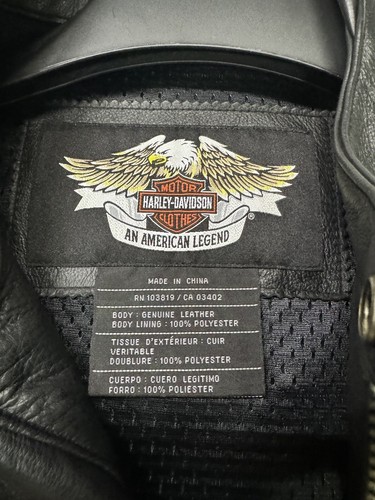 MOTOR
HARLEY-DAVIDSON
CLOTHES
®
AN AMERICAN LEGEND
MADE IN CHINA
RN 103819 / CA 03402
BODY : GENUINE LEATHER
BODY LINING : 100% POLYESTER
TISSUE D'EXTÉRIEUR : CUIR
VERITABLE
DOUBLURE : 100% POLYESTER
CUERPO : CUERO LEGITIMO
FORRO : 100% POLIESTER